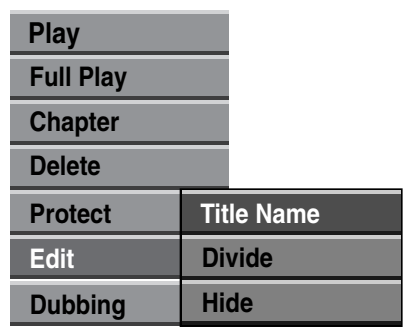 Play
Full Play
Chapter
Delete
Protect
Title Name
Edit
Divide
Dubbing
Hide